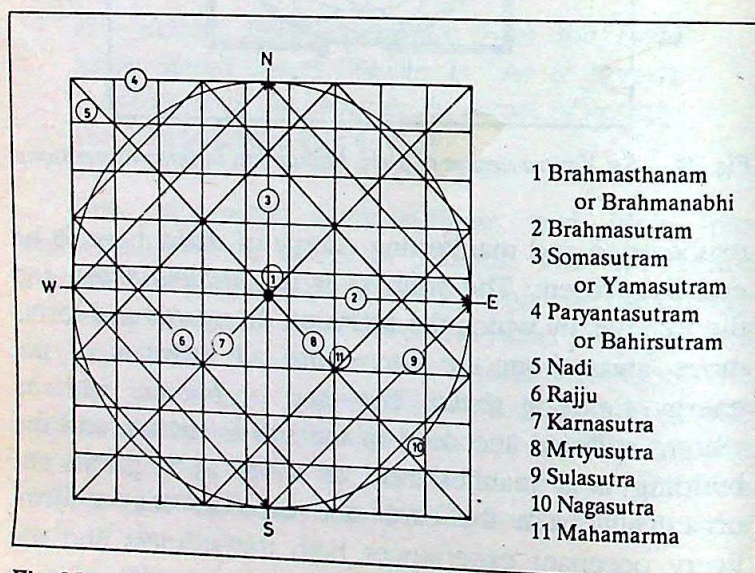 N
4
5
3
1
W
2
E
6
7
8
11
9
10
S
1 Brahmasthanam
or Brahmanabhi
2 Brahmasutram
3 Somasutram
or Yamasutram
4 Paryantasutram
or Bahirsutram
5 Nadi
6 Rajju
7 Karnasutra
8 Mrtyusutra
9 Sulasutra
10 Nagasutra
11 Mahamarma